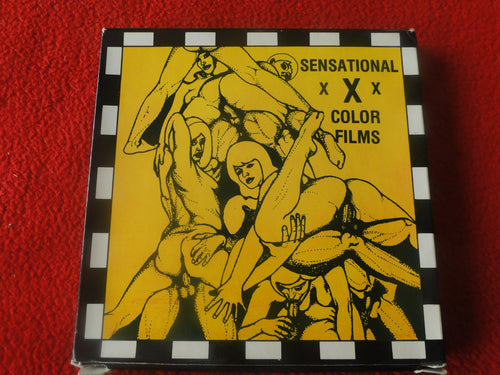 SENSATIONAL
x X x
COLOR
FILMS